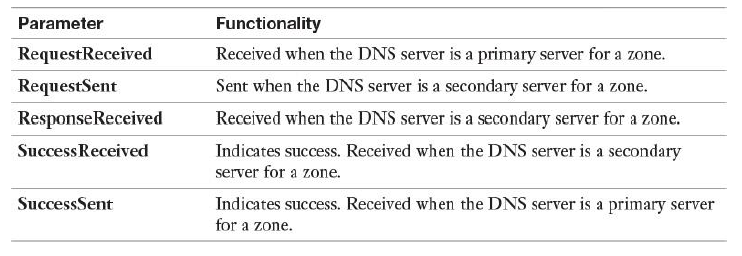 Parameter Functionality
RequestReceived Received when the DNS server is a primary server for a zone.
RequestSent Sent when the DNS server is a secondary server for a zone.
ResponseReceived Received when the DNS server is a secondary server for a zone.
SuccessReceived Indicates success. Received when the DNS server is a secondary
server for a zone.
SuccessSent Indicates success. Received when the DNS server is a primary server
for a zone.